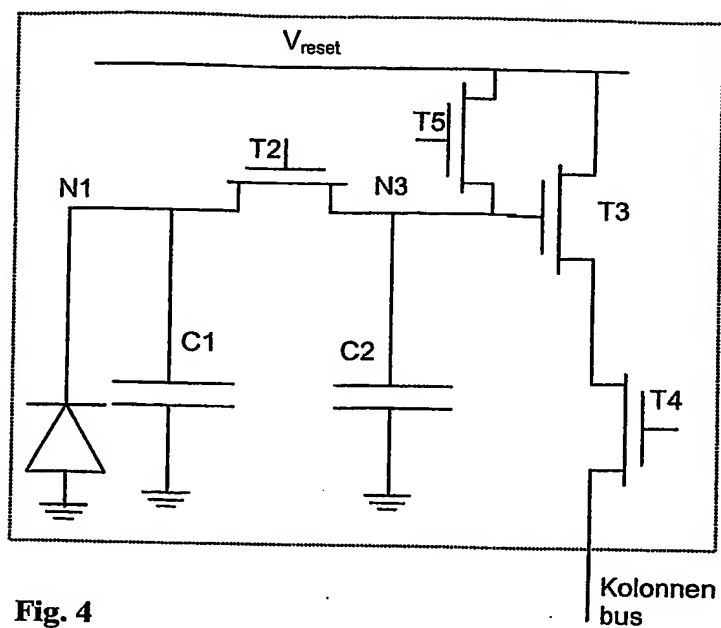 V_reset
T5
T2
N1
N3
T3
C1
C2
T4
Kolonnen
bus
Fig. 4